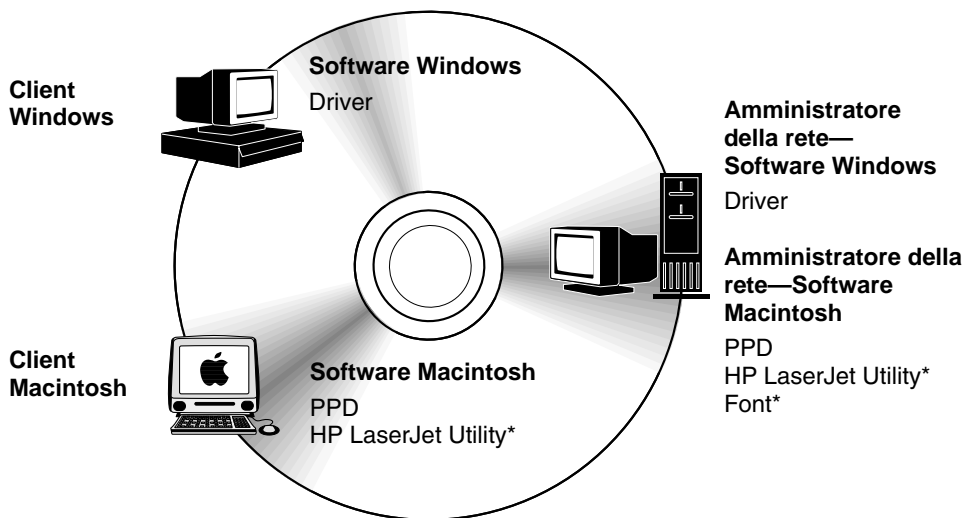 Client
Windows
Software Windows
Driver
Amministratore
della rete—
Software Windows
Driver
Amministratore della
rete—Software
Macintosh
PPD
HP LaserJet Utility*
Font*
Client
Macintosh
Software Macintosh
PPD
HP LaserJet Utility*